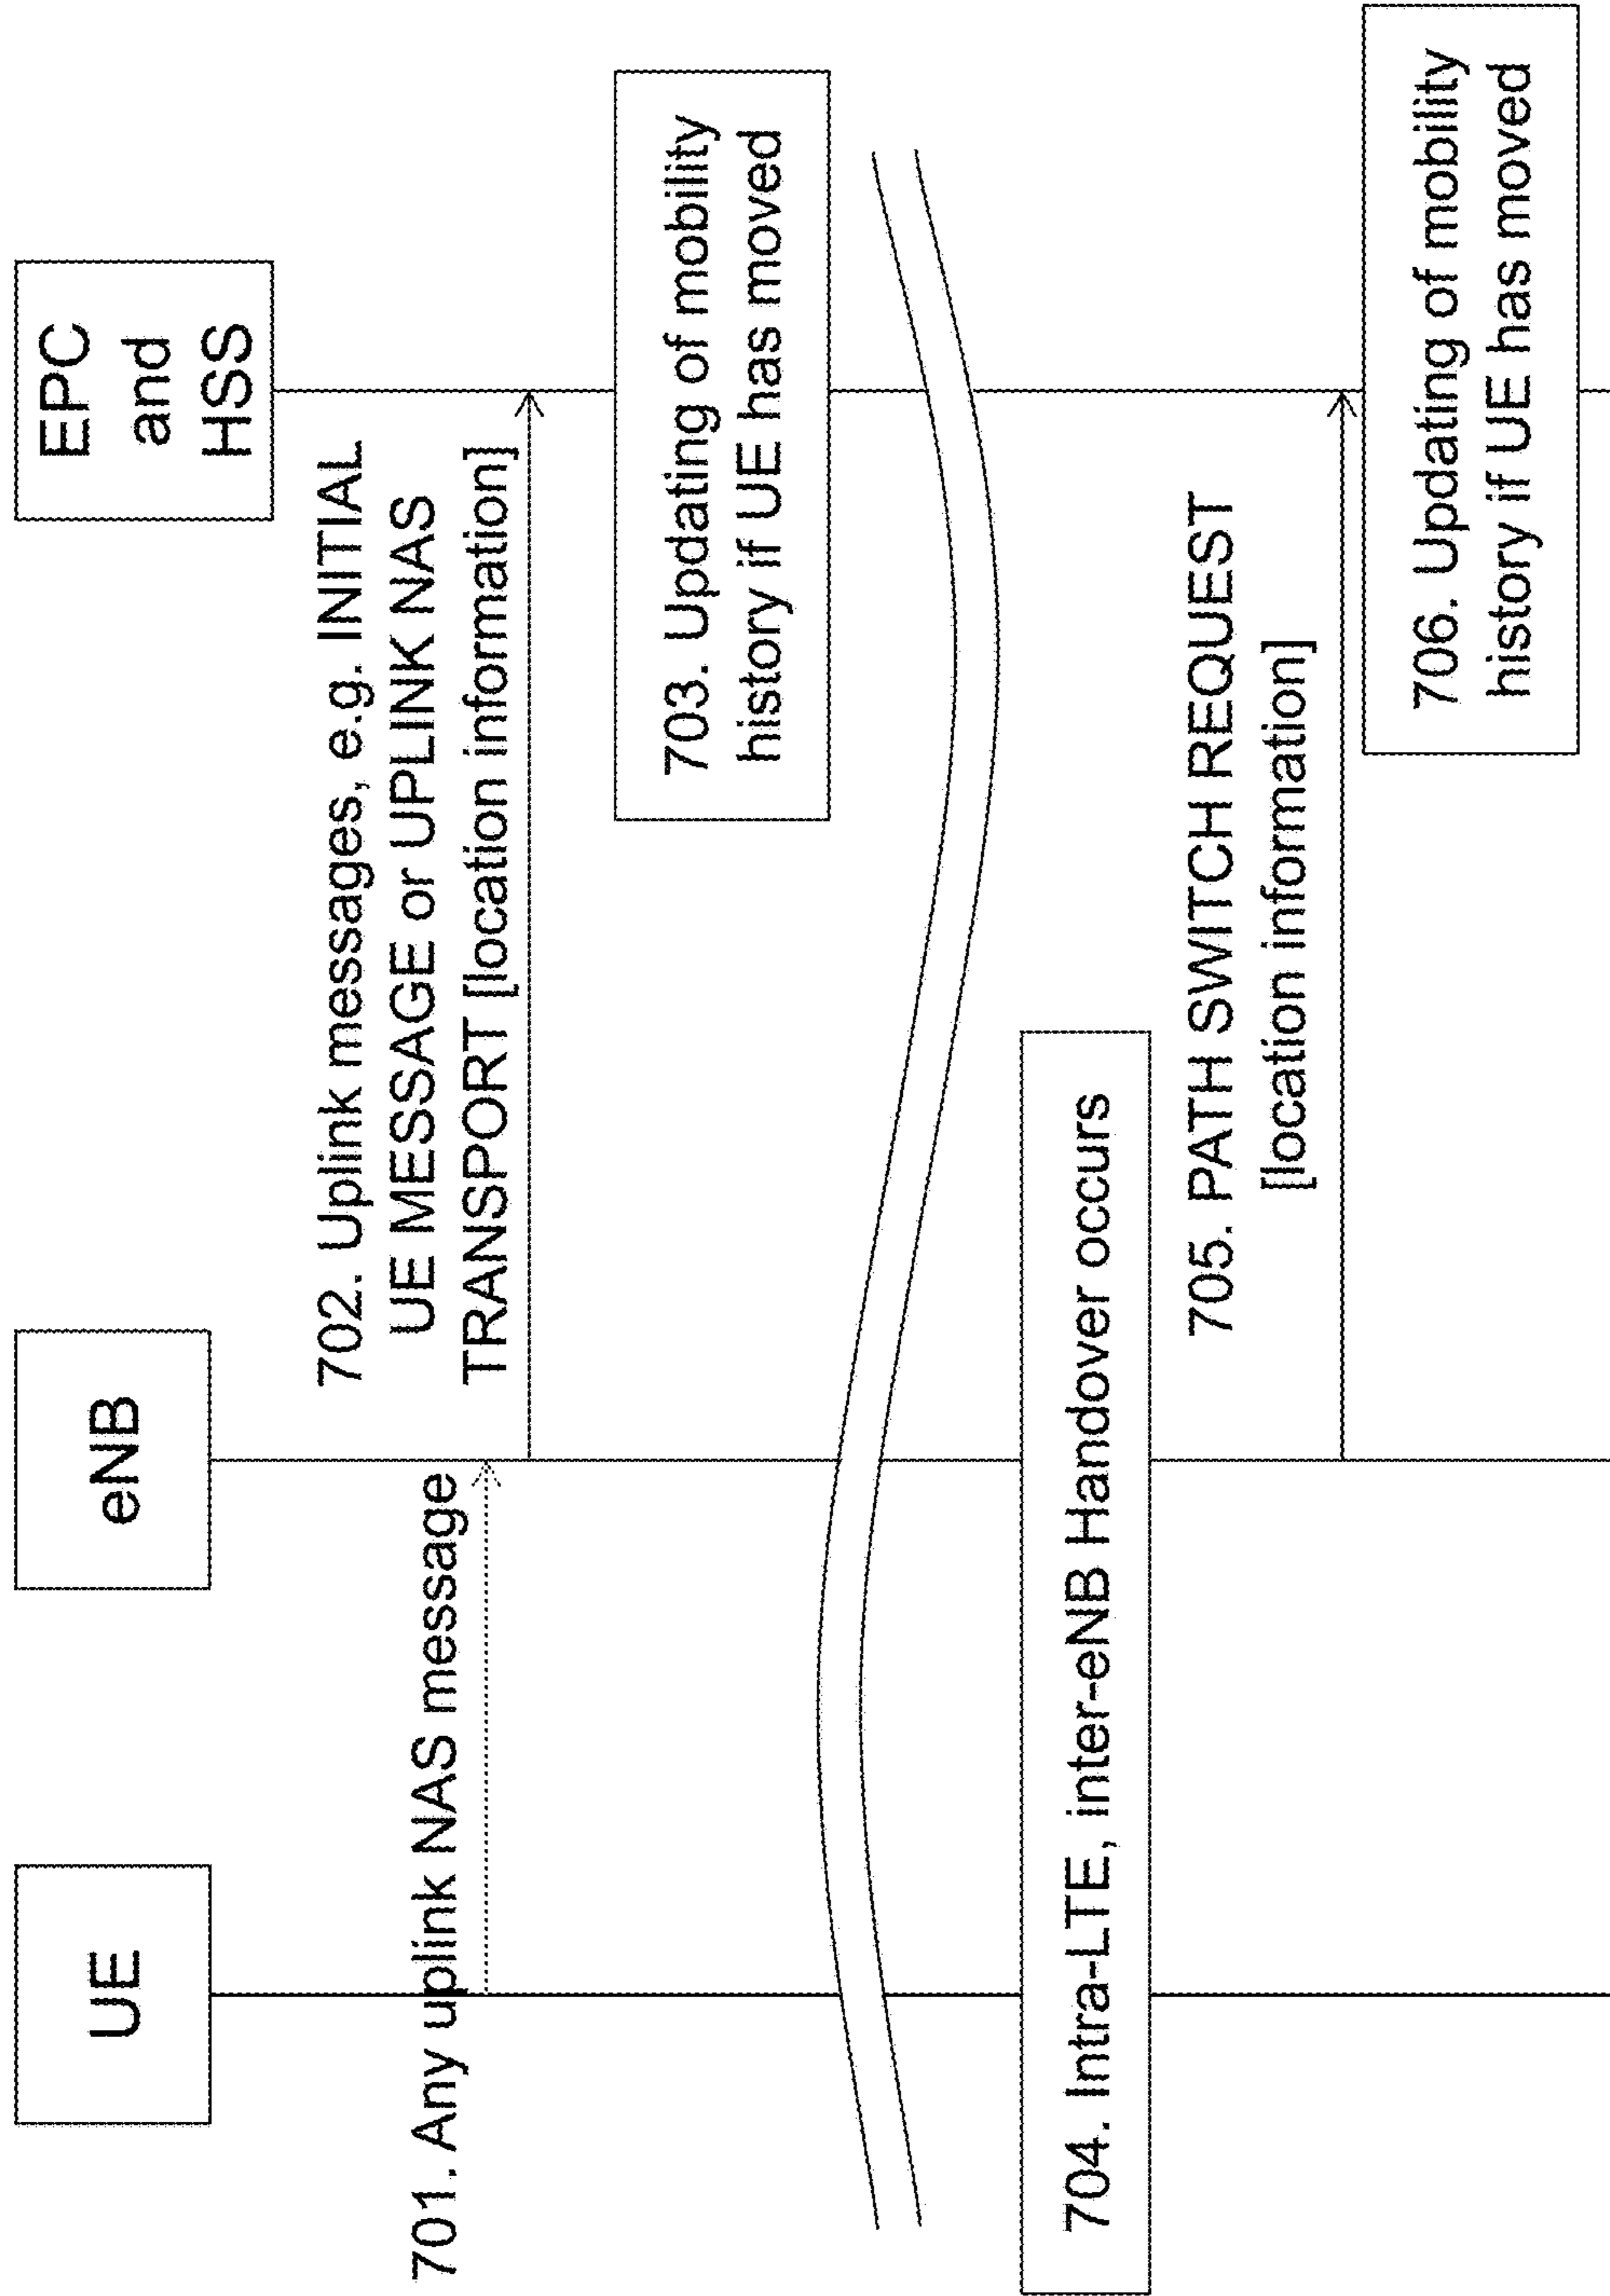 UE
eNB
EPC
and
HSS
701. Any uplink NAS message
702. Uplink messages, e.g. INITIAL
UE MESSAGE or UPLINK NAS
TRANSPORT [location information]
703. Updating of mobility
history if UE has moved
704. Intra-LTE, inter-eNB Handover occurs
705. PATH SWITCH REQUEST
[location information]
706. Updating of mobility
history if UE has moved